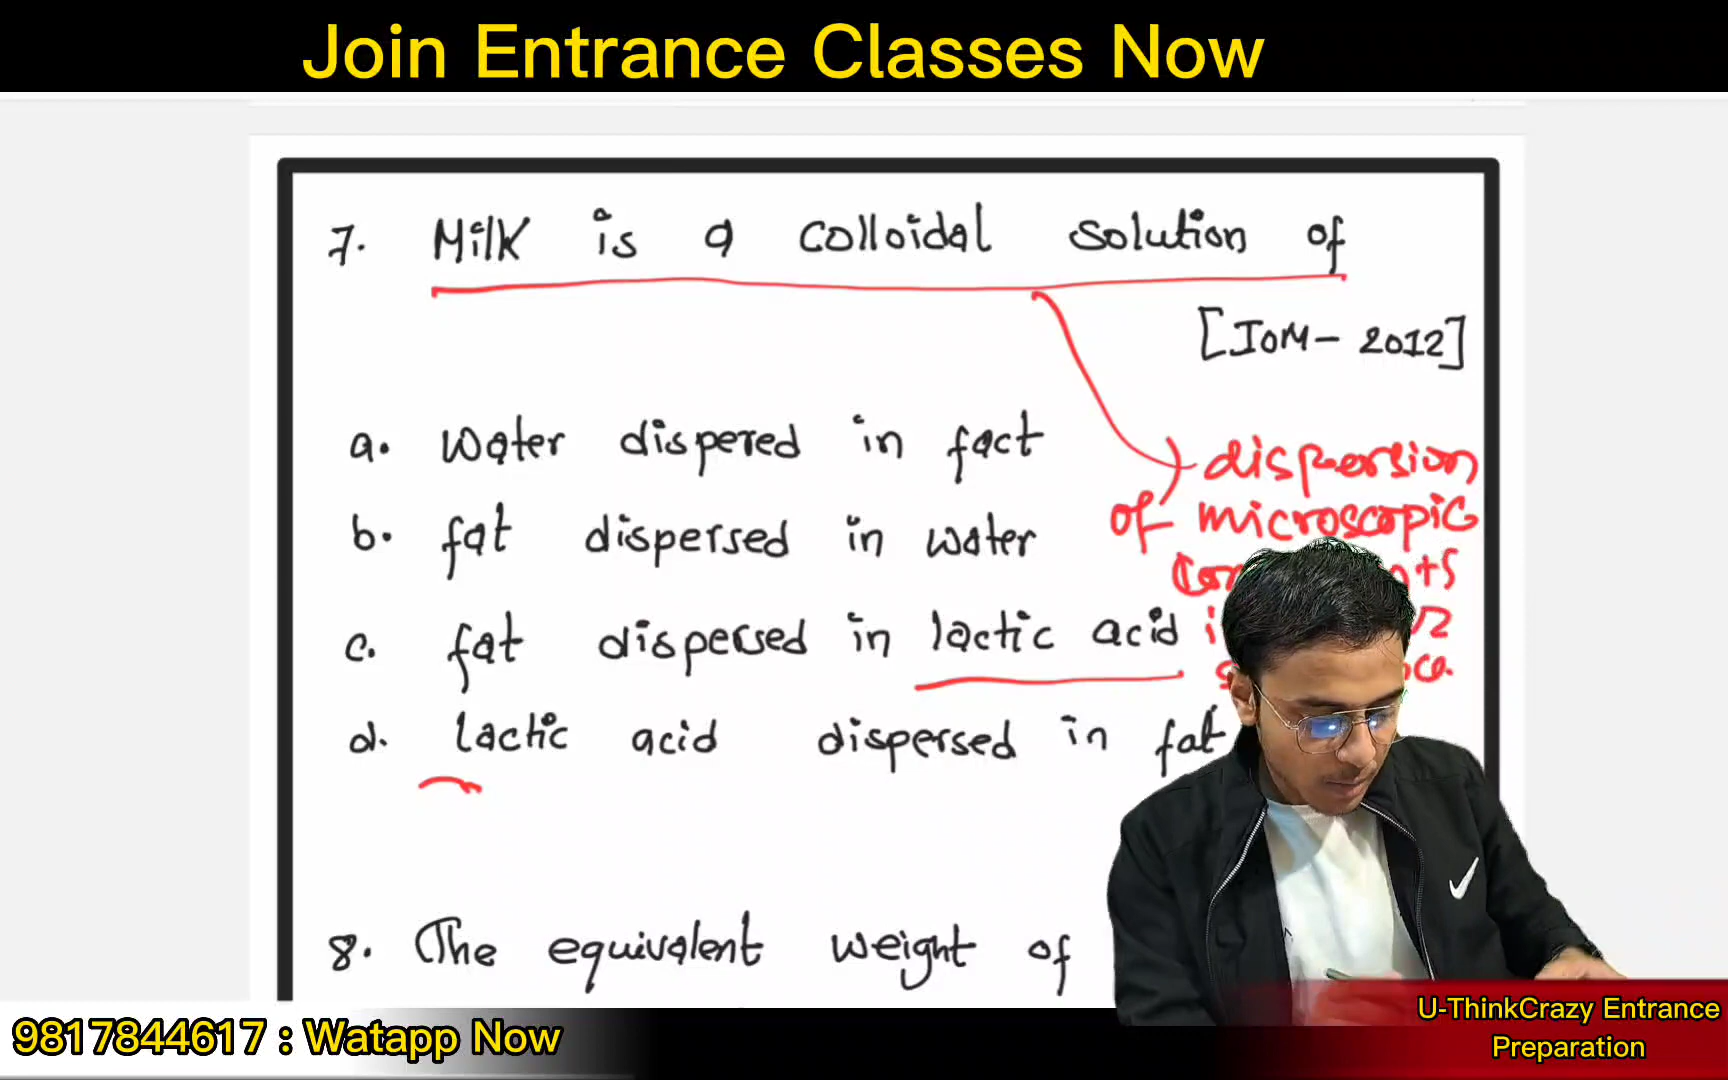 Join Entrance Classes Now
7. Milk is a colloidal solution of
[IOM- 2012]
a. Water dispered in fact
b. fat dispersed in water
c. fat dispersed in lactic acid
d. lactic acid dispersed in fat
dispersion
of microscopic
8. The equivalent weight of
9817844617 : Watapp Now
U-ThinkCrazy Entrance
Preparation